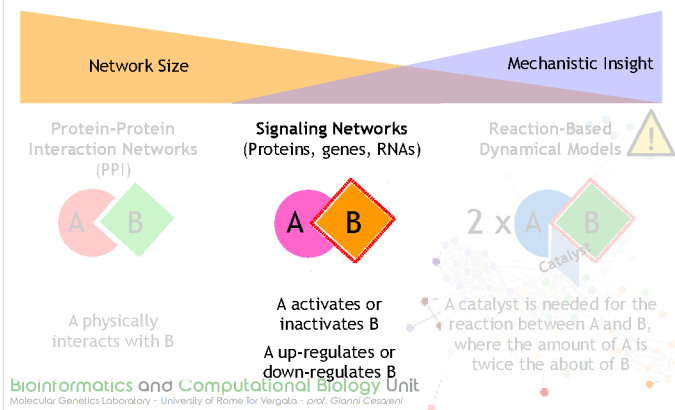 Network Size
Mechanistic Insight
Protein-Protein
Interaction Networks
(PPI)
A B
A physically
interacts with B
Signaling Networks
(Proteins, genes, RNAs)
A B
A activates or
inactivates B
A up-regulates or
down-regulates B
Reaction-Based
Dynamical Models
2 x A B
Catalyst
A catalyst is needed for the
reaction between A and B,
where the amount of A is
twice the about of B
Bioinformatics and Computational Biology Unit
Molecular Genetics Laboratory - University of Rome Tor Vergata - prof. Gianni Cesareni